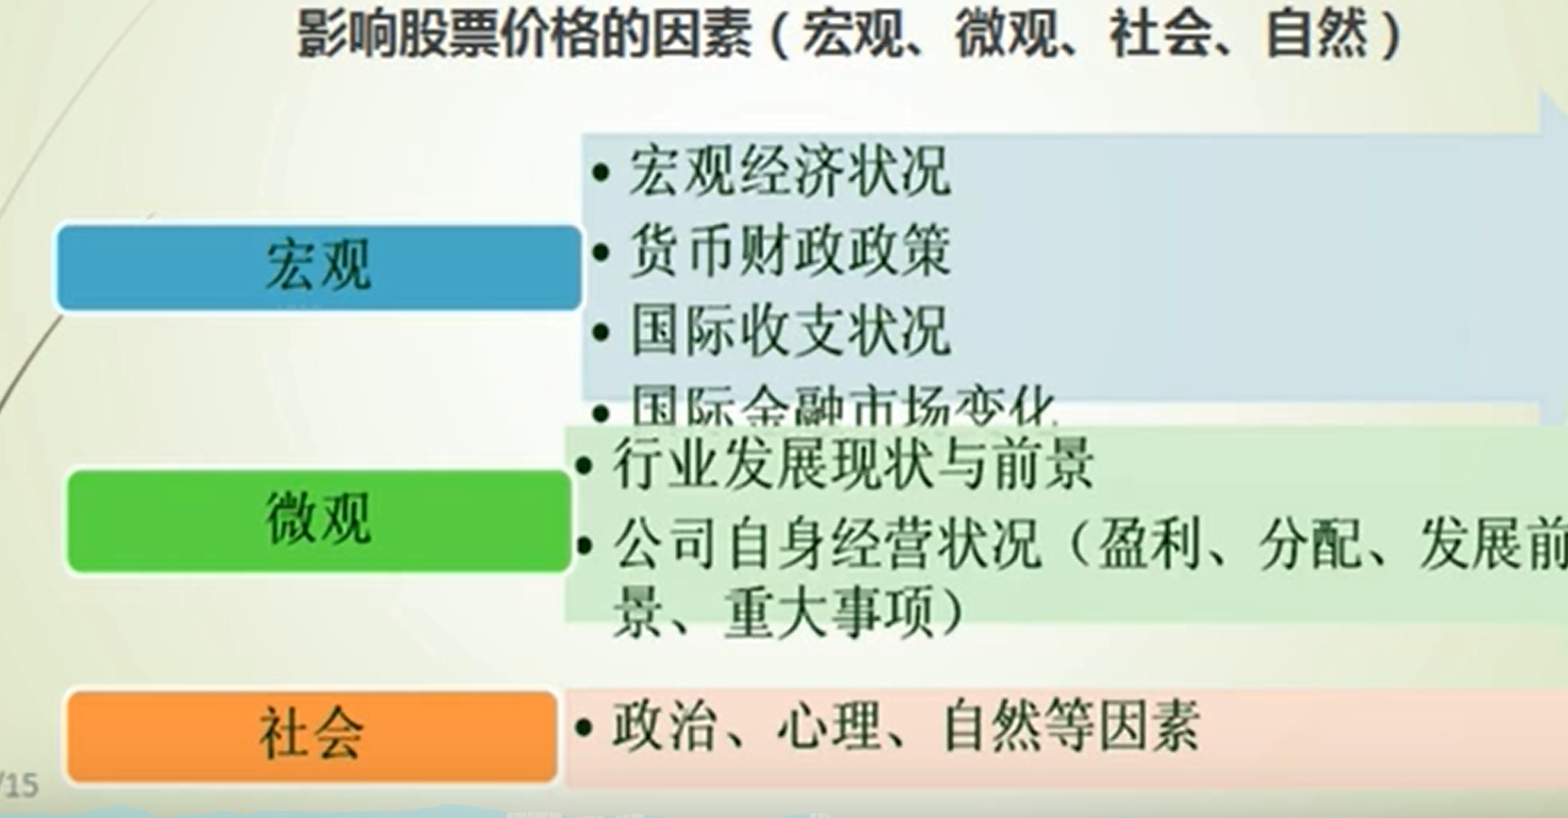 影响股票价格的因素（宏观、微观、社会、自然）
宏观
• 宏观经济状况
• 货币财政政策
• 国际收支状况
• 国际金融市场变化
微观
• 行业发展现状与前景
• 公司自身经营状况（盈利、分配、发展前
景、重大事项）
社会
• 政治、心理、自然等因素
/15